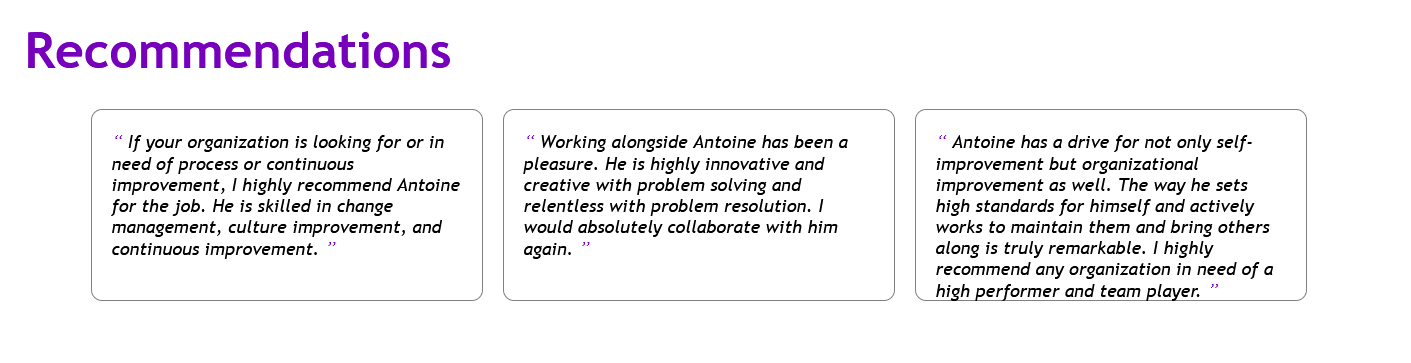 Recommendations
“ If your organization is looking for or in
need of process or continuous
improvement, I highly recommend Antoine
for the job. He is skilled in change
management, culture improvement, and
continuous improvement. ”
“ Working alongside Antoine has been a
pleasure. He is highly innovative and
creative with problem solving and
relentless with problem resolution. I
would absolutely collaborate with him
again. ”
“ Antoine has a drive for not only self-
improvement but organizational
improvement as well. The way he sets
high standards for himself and actively
works to maintain them and bring others
along is truly remarkable. I highly
recommend any organization in need of a
high performer and team player. ”